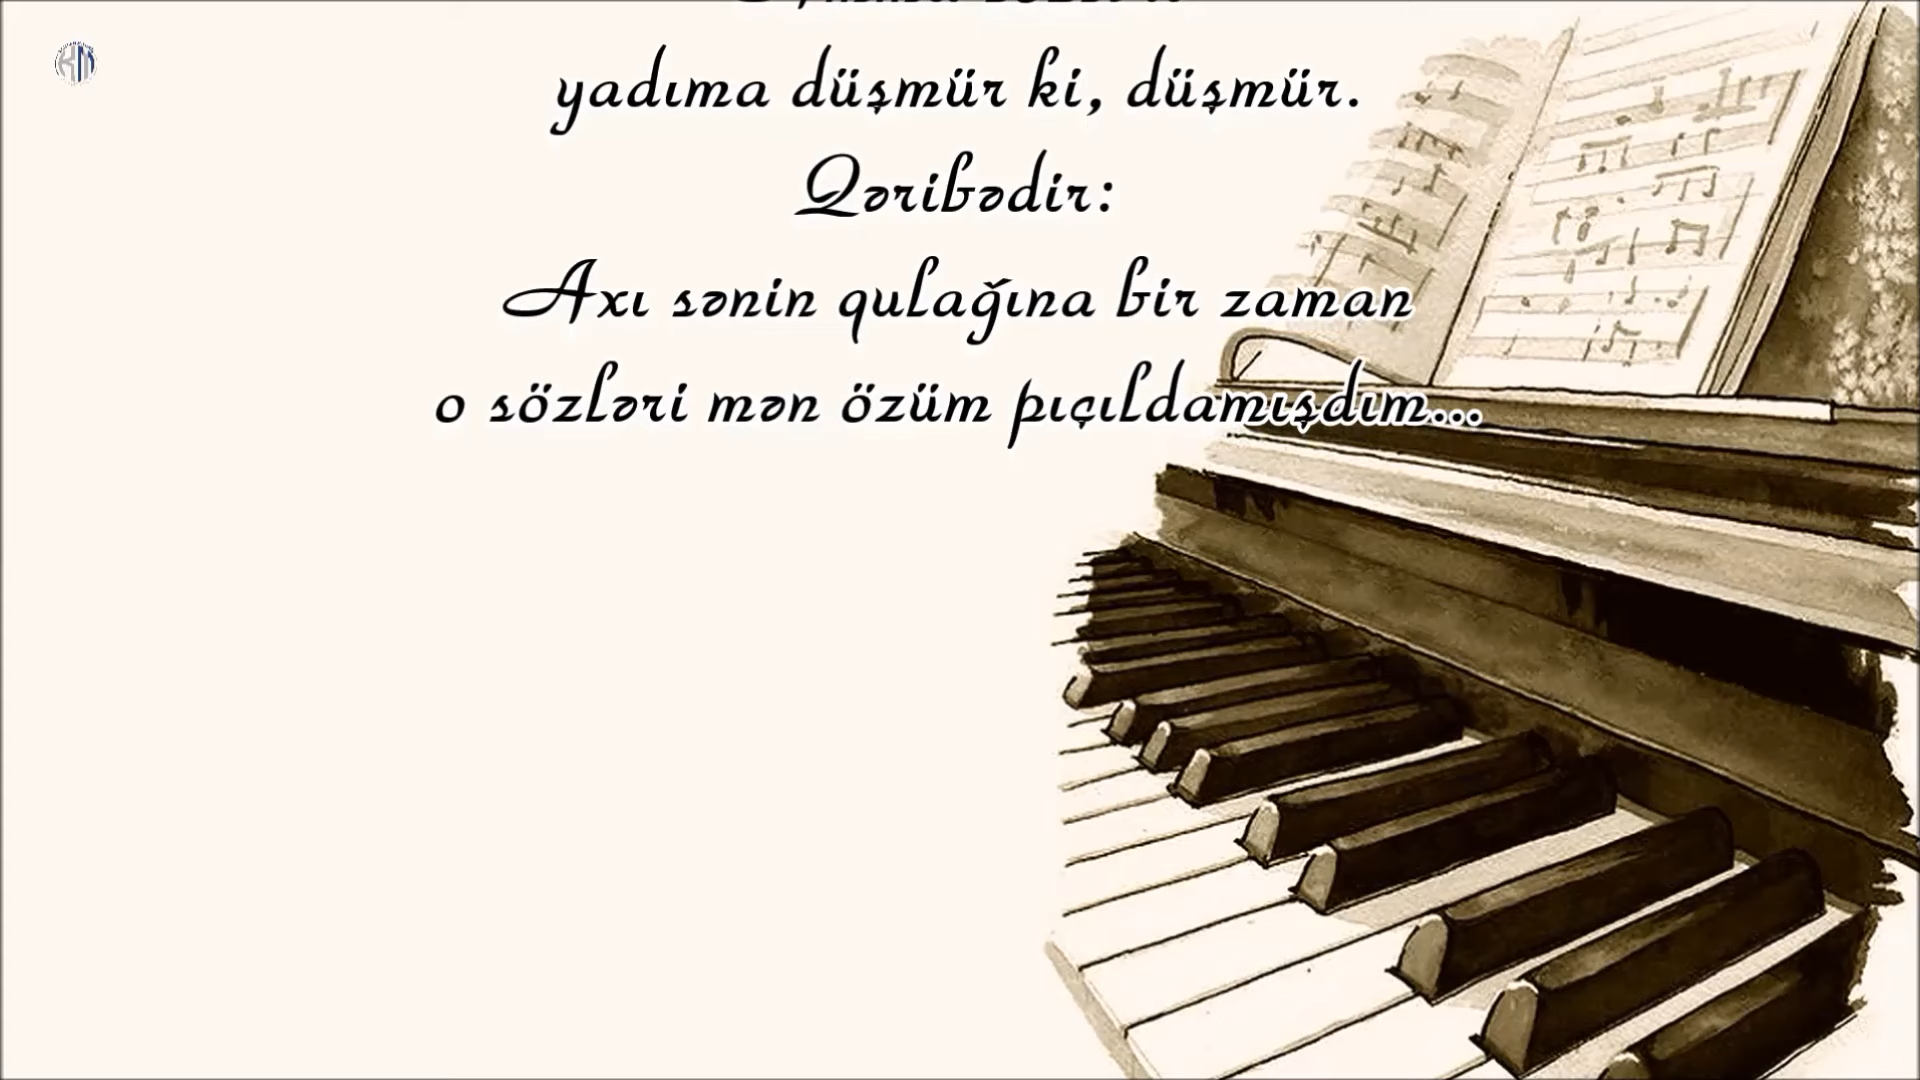 yadıma düşmür ki, düşmür.
Qəribədir:
Axı sənin qulağına bir zaman
o sözləri mən özüm pıçıldamışdım...